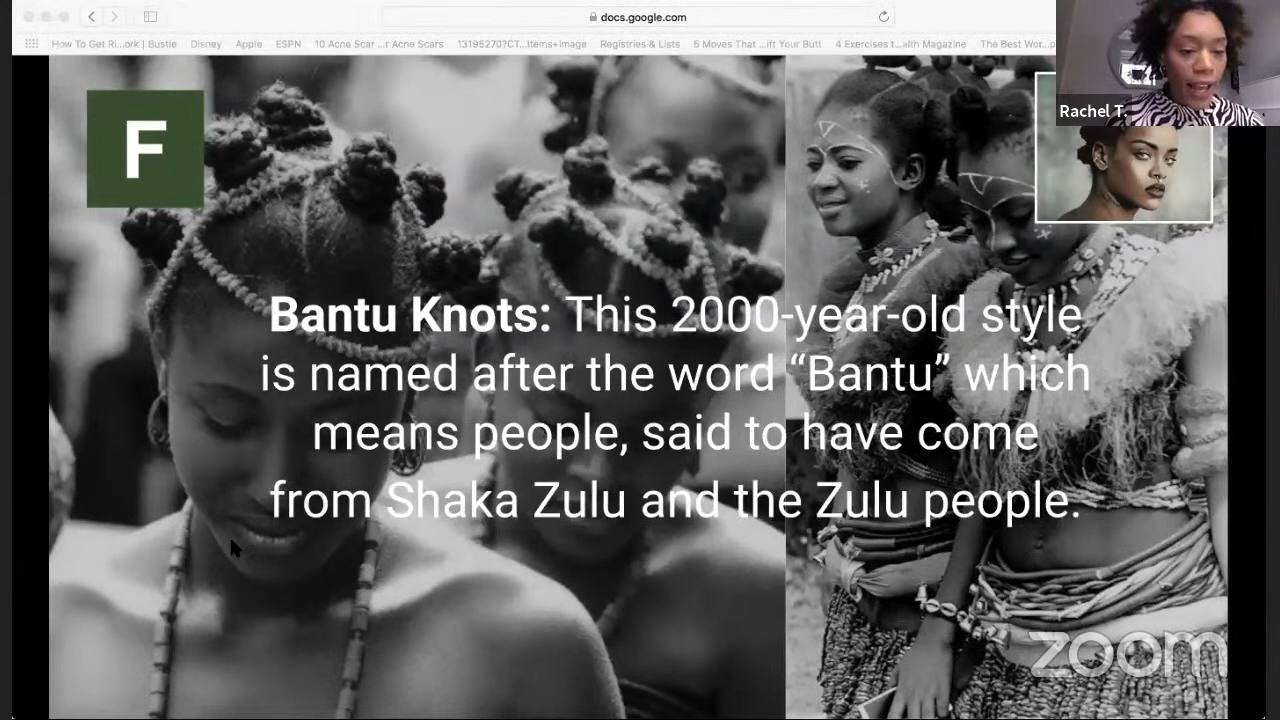 docs.google.com
How To Get Ri...ork | Bustle
Disney
Apple
ESPN
10 Acne Scar ...r Acne Scars
13195270?CT...Items+Image
Registries & Lists
5 Moves That ...ift Your Butt
4 Exercises t...alth Magazine
The Best Wor...p
Rachel T.
F
Bantu Knots: This 2000-year-old style
is named after the word “Bantu” which
means people, said to have come
from Shaka Zulu and the Zulu people.
zoom